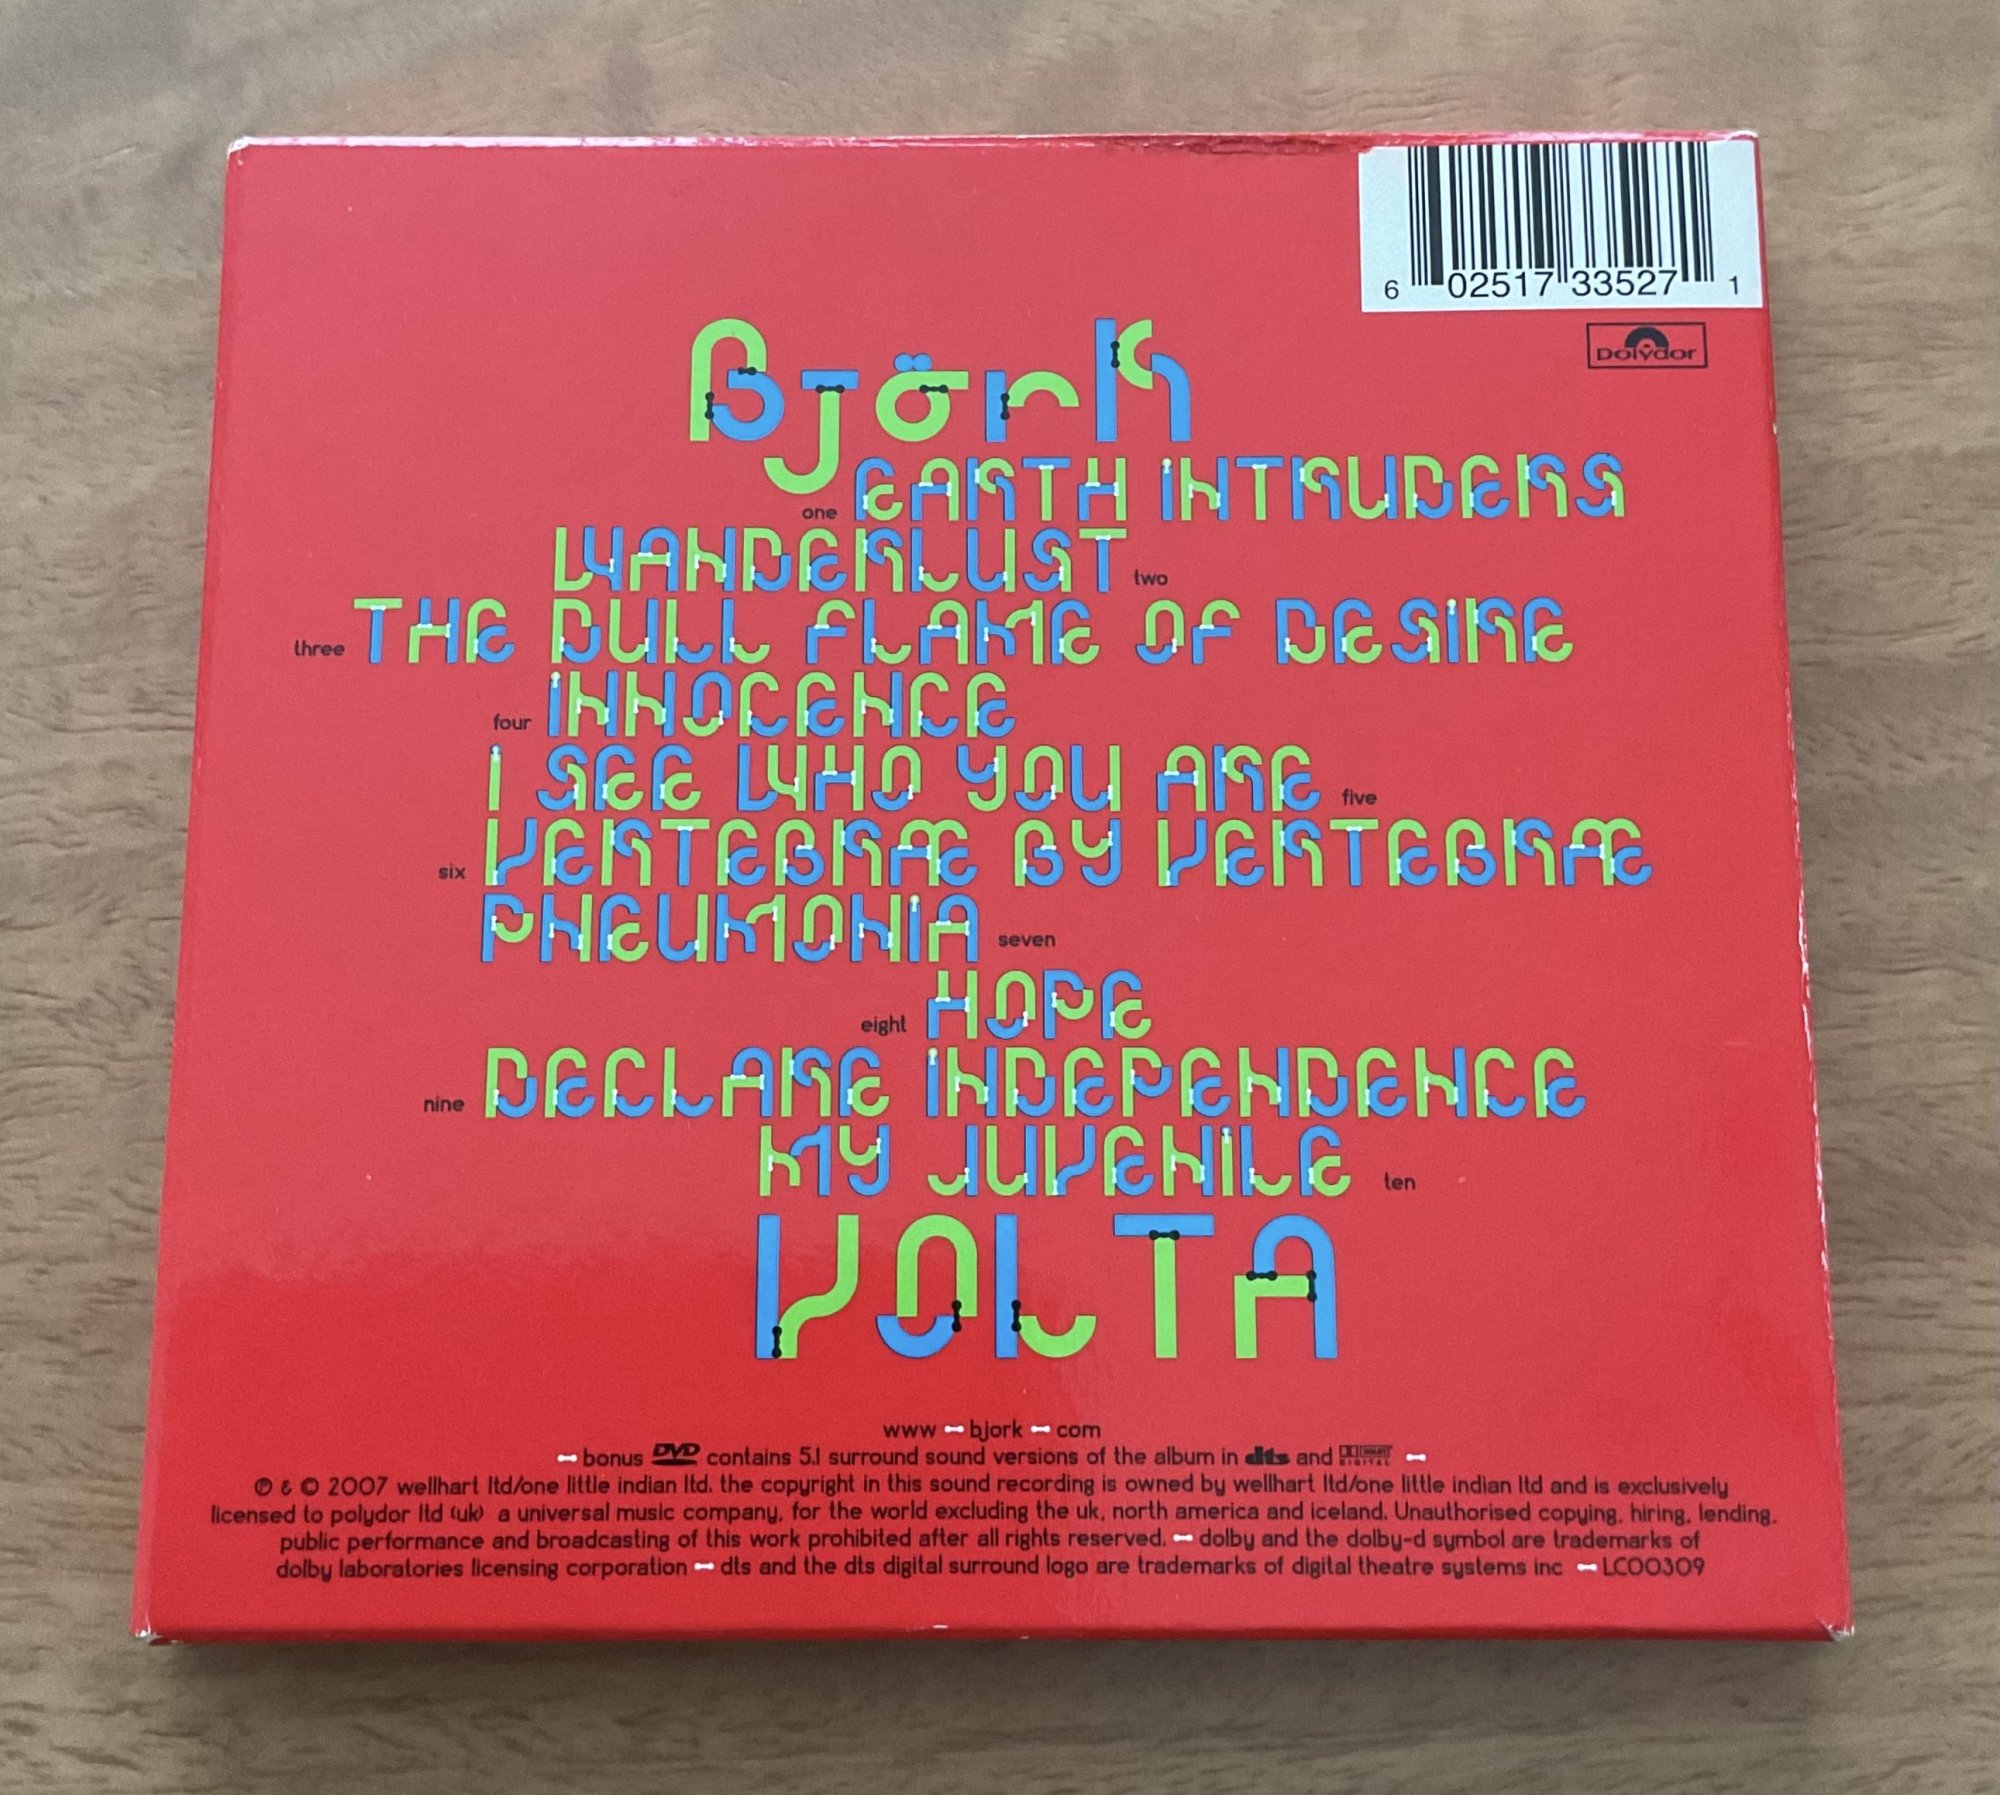 6 02517 33527 1
Polydor
Björk
one EARTH INTRUDERS
WANDERLUST two
three THE DULL FLAME OF DESIRE
four INNOCENCE
I SEE WHO YOU ARE five
six VERTEBRÆ BY VERTEBRÆ
PNEUMONIA seven
eight HOPE
nine DECLARE INDEPENDENCE
MY JUVENILE ten
VOLTA
www bjork com
bonus DVD contains 5.1 surround sound versions of the album in dts and DOLBY DIGITAL
℗ & © 2007 wellhart ltd/one little indian ltd. the copyright in this sound recording is owned by wellhart ltd/one little indian ltd and is exclusively
licensed to polydor ltd (uk) a universal music company, for the world excluding the uk, north america and iceland. Unauthorised copying, hiring, lending,
public performance and broadcasting of this work prohibited after all rights reserved. dolby and the dolby-d symbol are trademarks of
dolby laboratories licensing corporation dts and the dts digital surround logo are trademarks of digital theatre systems inc LC00309